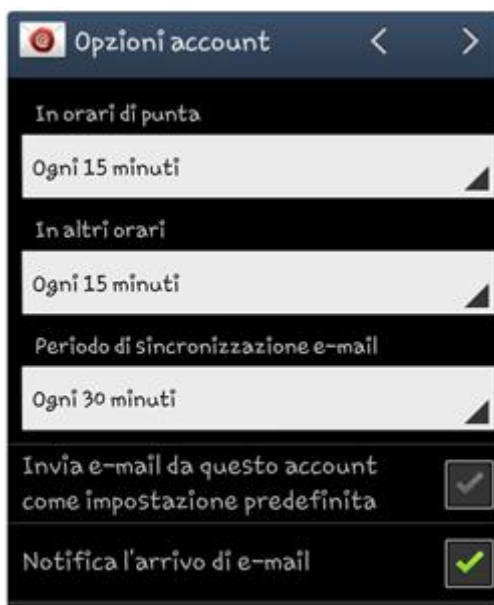 Opzioni account
In orari di punta
Ogni 15 minuti
In altri orari
Ogni 15 minuti
Periodo di sincronizzazione e-mail
Ogni 30 minuti
Invia e-mail da questo account
come impostazione predefinita
Notifica l'arrivo di e-mail